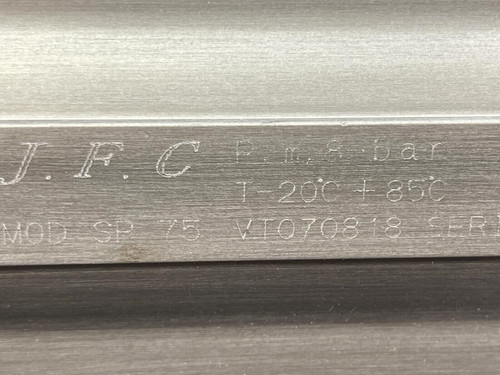 J.F.C P.m.8 bar
T-20°C +85°C
MOD SP 75 VT070818 SERI